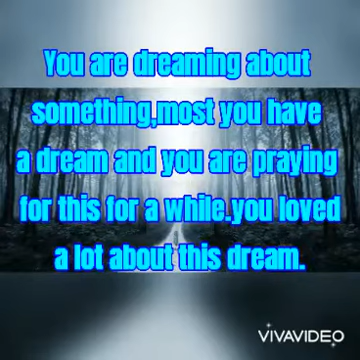 You are dreaming about
something,most you have
a dream and you are praying
for this for a while.you loved
a lot about this dream.
VIVAVIDEO